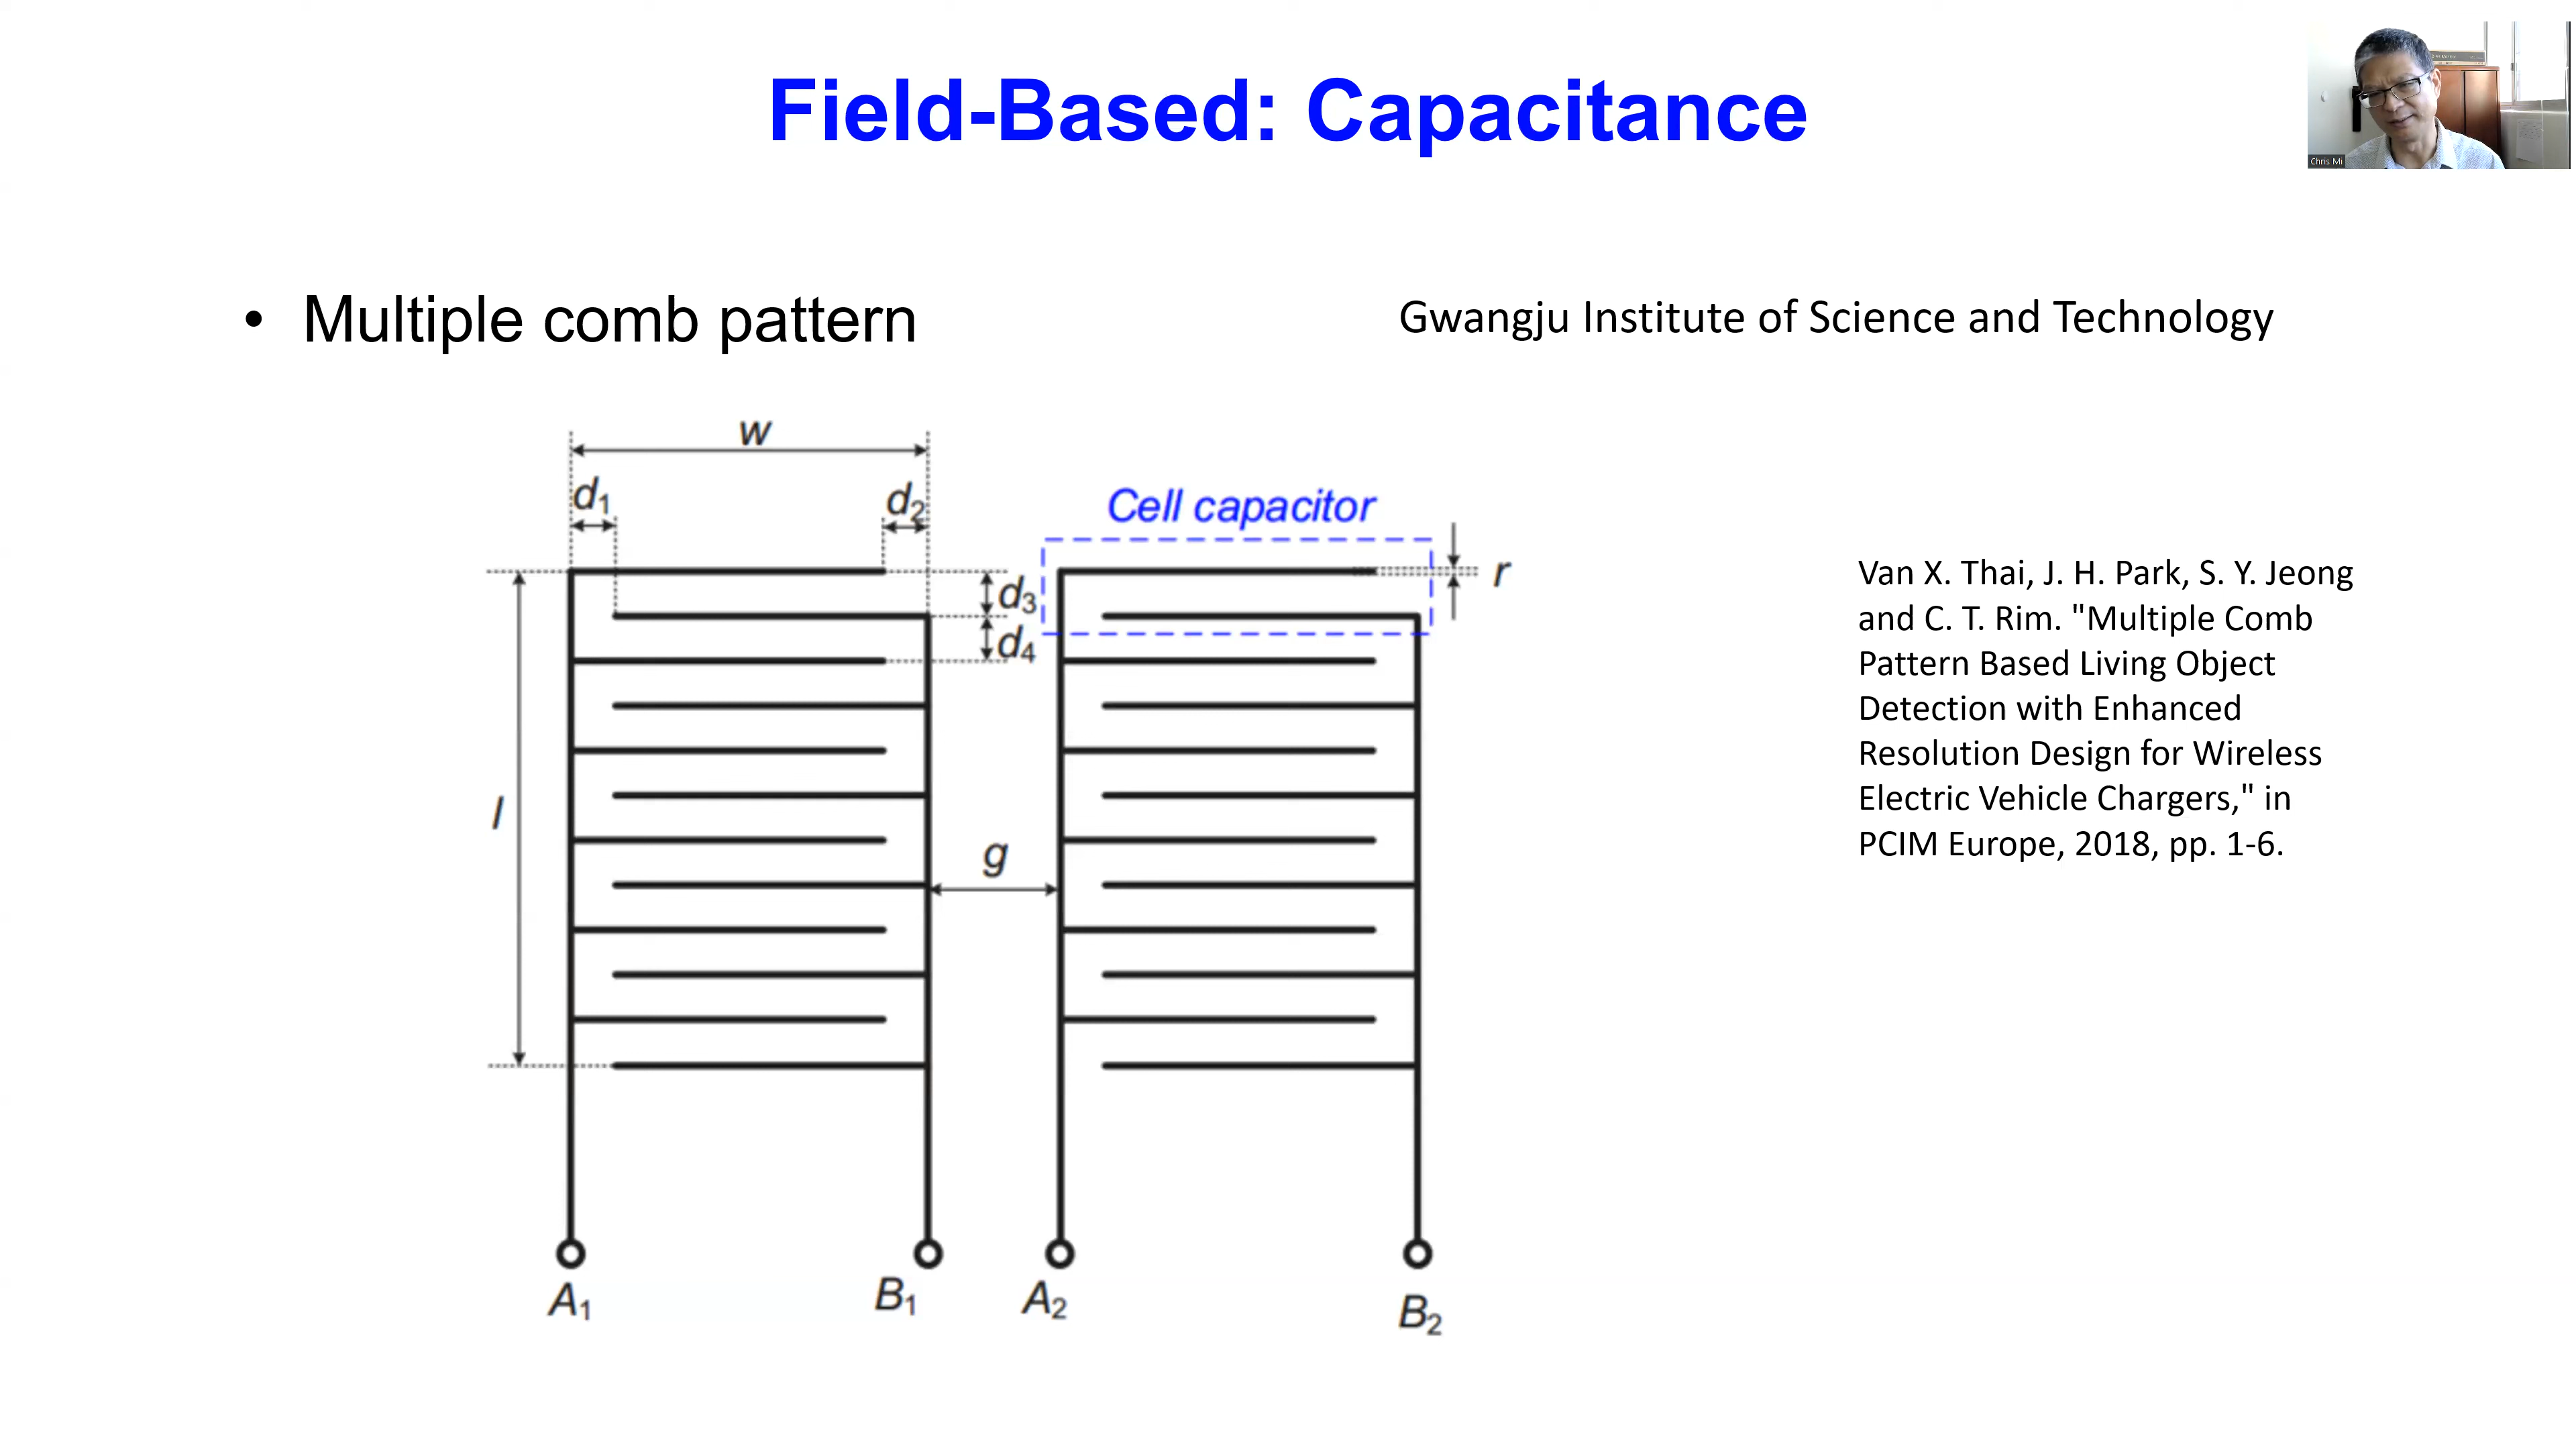 Field-Based: Capacitance
Chris Mi
• Multiple comb pattern
Gwangju Institute of Science and Technology
w
d1
d2
Cell capacitor
r
d3
d4
l
g
A1
B1
A2
B2
Van X. Thai, J. H. Park, S. Y. Jeong
and C. T. Rim. "Multiple Comb
Pattern Based Living Object
Detection with Enhanced
Resolution Design for Wireless
Electric Vehicle Chargers," in
PCIM Europe, 2018, pp. 1-6.